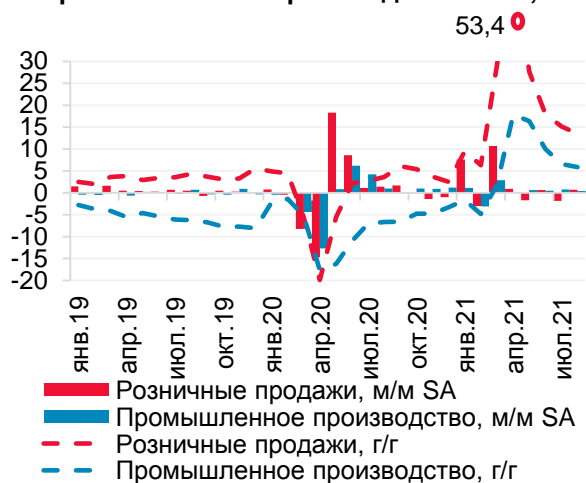 53,4
30
25
20
15
10
5
0
-5
-10
-15
-20
янв.19
апр.19
июл.19
окт.19
янв.20
апр.20
июл.20
окт.20
янв.21
апр.21
июл.21
Розничные продажи, м/м SA
Промышленное производство, м/м SA
Розничные продажи, г/г
Промышленное производство, г/г